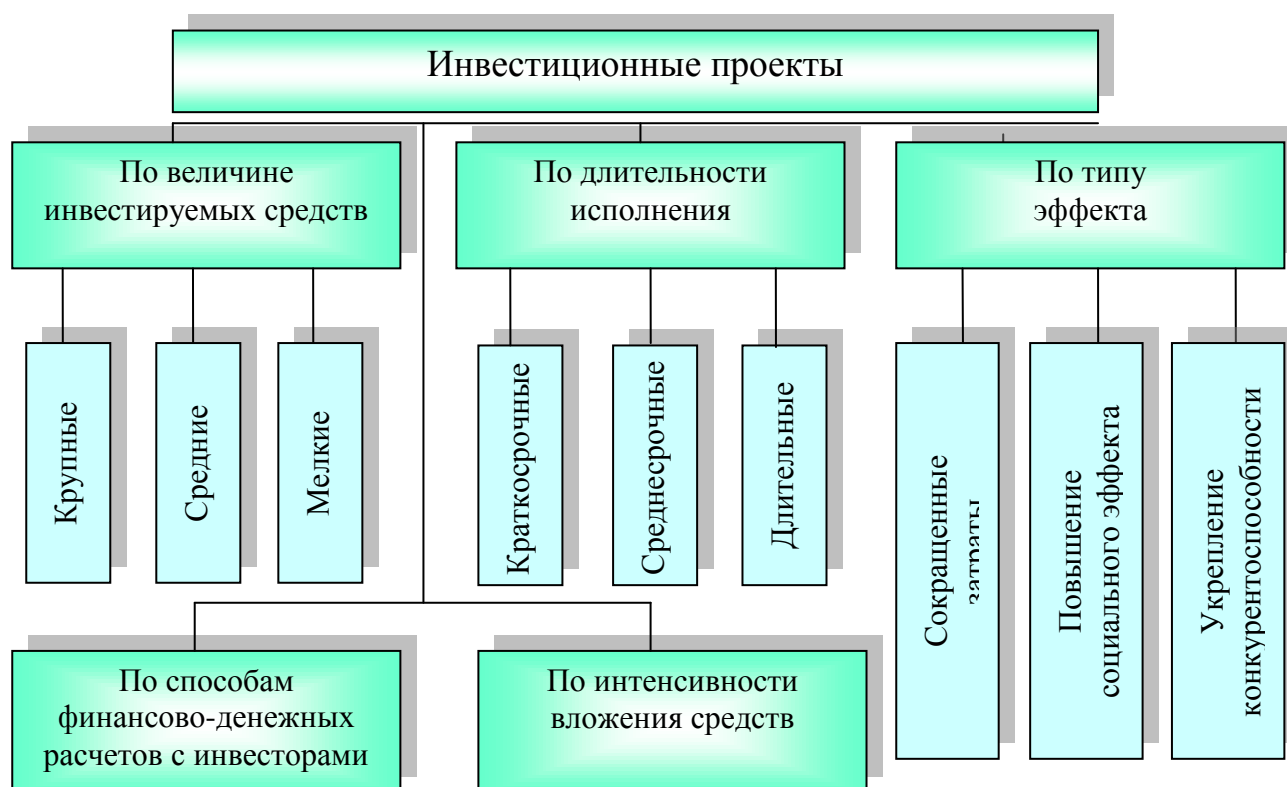 Инвестиционные проекты
По величине
инвестируемых средств
По длительности
исполнения
По типу
эффекта
Крупные
Средние
Мелкие
Краткосрочные
Среднесрочные
Длительные
Сокращенные
затраты
Повышение
социального эффекта
Укрепление
конкурентоспособности
По способам
финансово-денежных
расчетов с инвесторами
По интенсивности
вложения средств